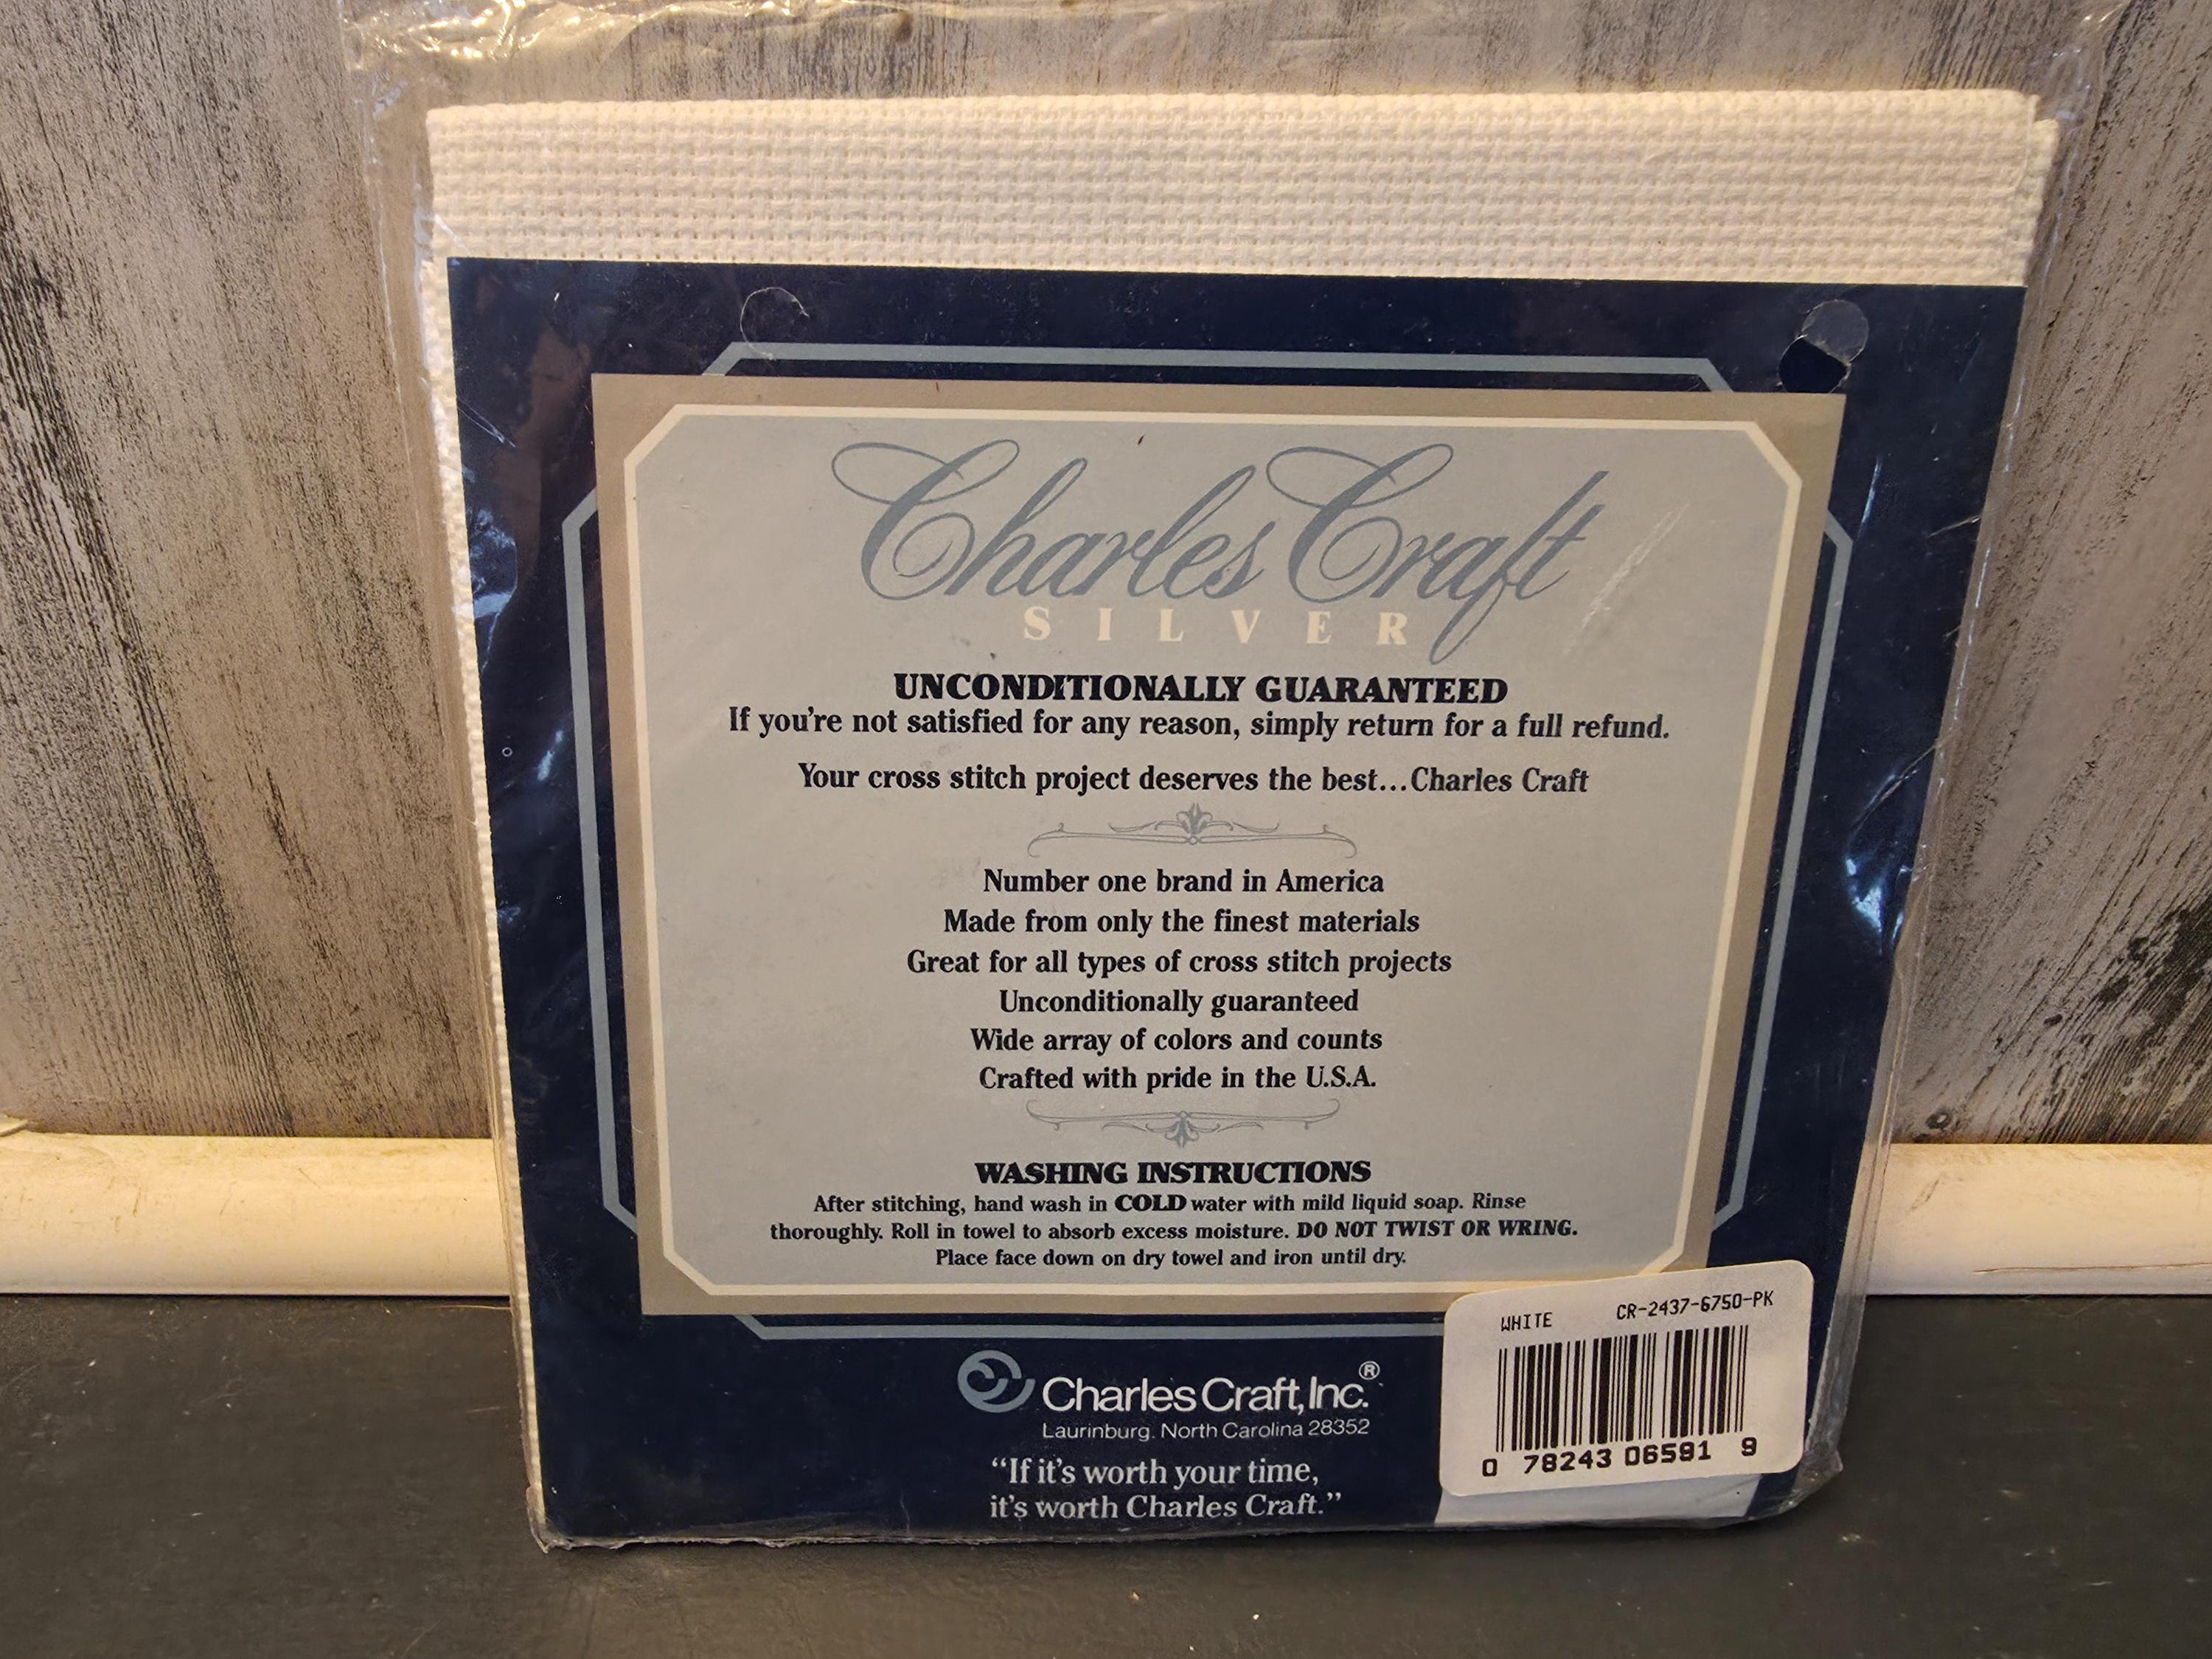 Charles Craft
SILVER
UNCONDITIONALLY GUARANTEED
If you're not satisfied for any reason, simply return for a full refund.
Your cross stitch project deserves the best...Charles Craft
Number one brand in America
Made from only the finest materials
Great for all types of cross stitch projects
Unconditionally guaranteed
Wide array of colors and counts
Crafted with pride in the U.S.A.
WASHING INSTRUCTIONS
After stitching, hand wash in COLD water with mild liquid soap. Rinse
thoroughly. Roll in towel to absorb excess moisture. DO NOT TWIST OR WRING.
Place face down on dry towel and iron until dry.
Charles Craft, Inc.®
Laurinburg, North Carolina 28352
"If it's worth your time,
it's worth Charles Craft."
WHITE CR-2437-6750-PK
0 78243 06591 9